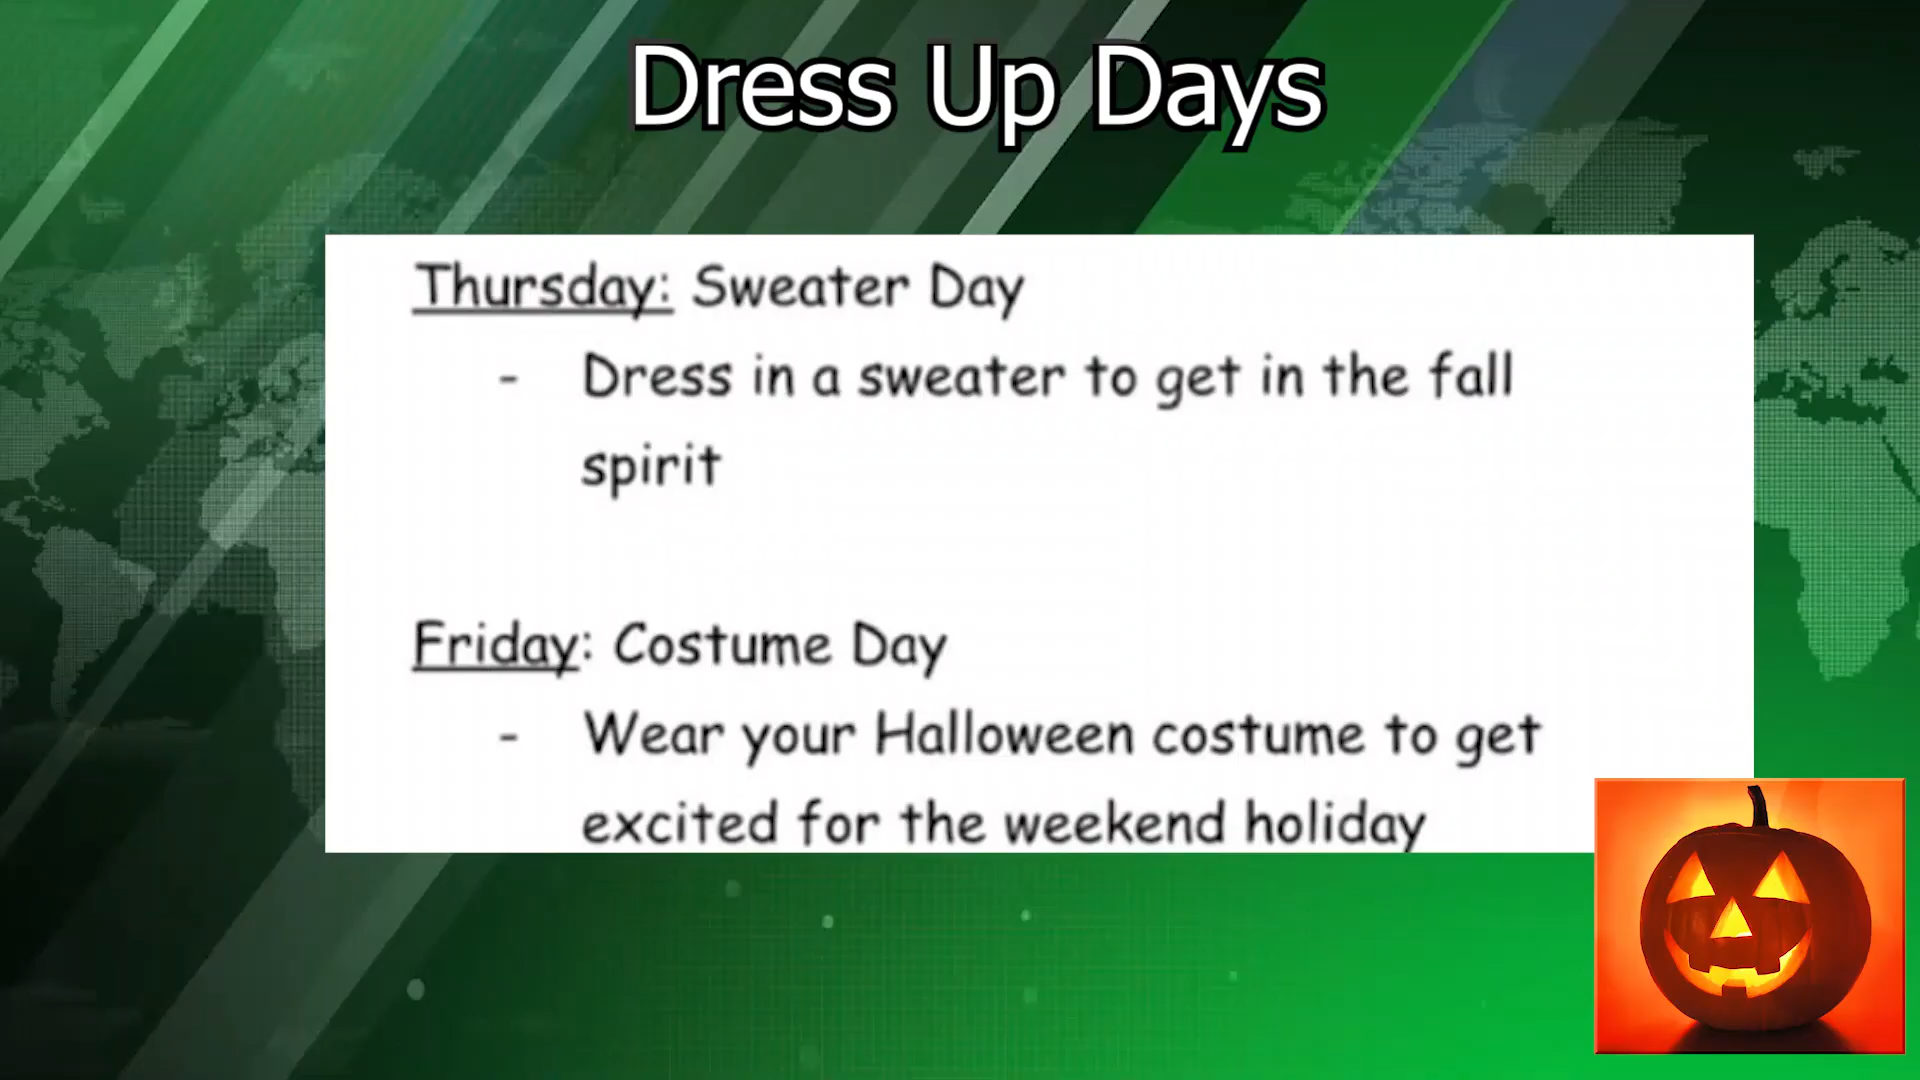 Dress Up Days
Thursday: Sweater Day
- Dress in a sweater to get in the fall
spirit
Friday: Costume Day
- Wear your Halloween costume to get
excited for the weekend holiday